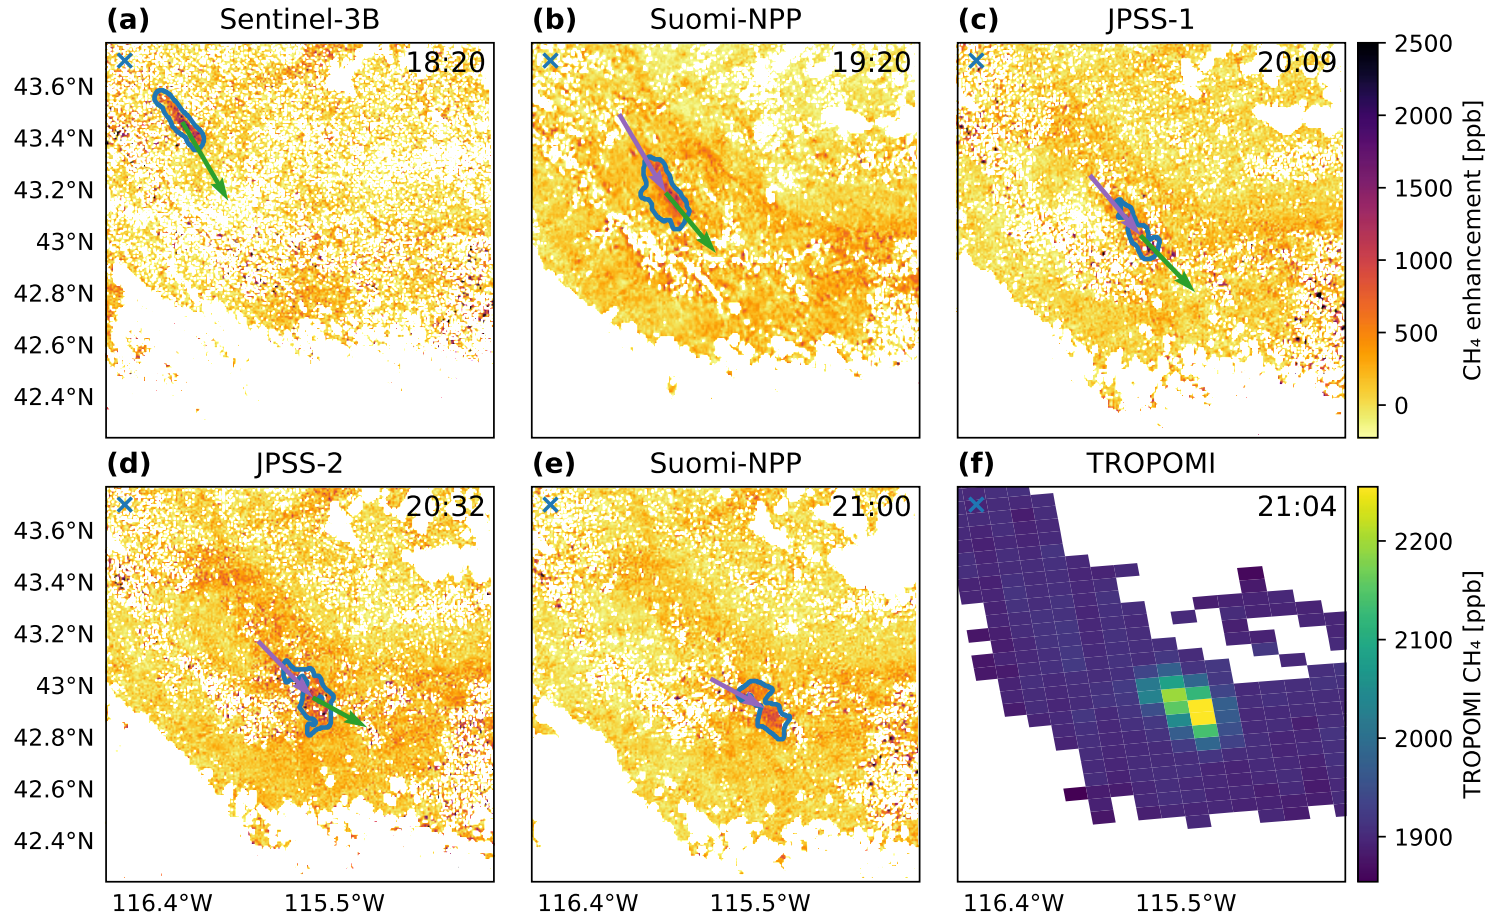 (a) Sentinel-3B
18:20
43.6°N
43.4°N
43.2°N
43°N
42.8°N
42.6°N
42.4°N
(b) Suomi-NPP
19:20
(c) JPSS-1
20:09
2500
2000
1500
1000
500
0
CH₄ enhancement [ppb]
(d) JPSS-2
20:32
43.6°N
43.4°N
43.2°N
43°N
42.8°N
42.6°N
42.4°N
116.4°W 115.5°W
(e) Suomi-NPP
21:00
116.4°W 115.5°W
(f) TROPOMI
21:04
116.4°W 115.5°W
2200
2100
2000
1900
TROPOMI CH₄ [ppb]